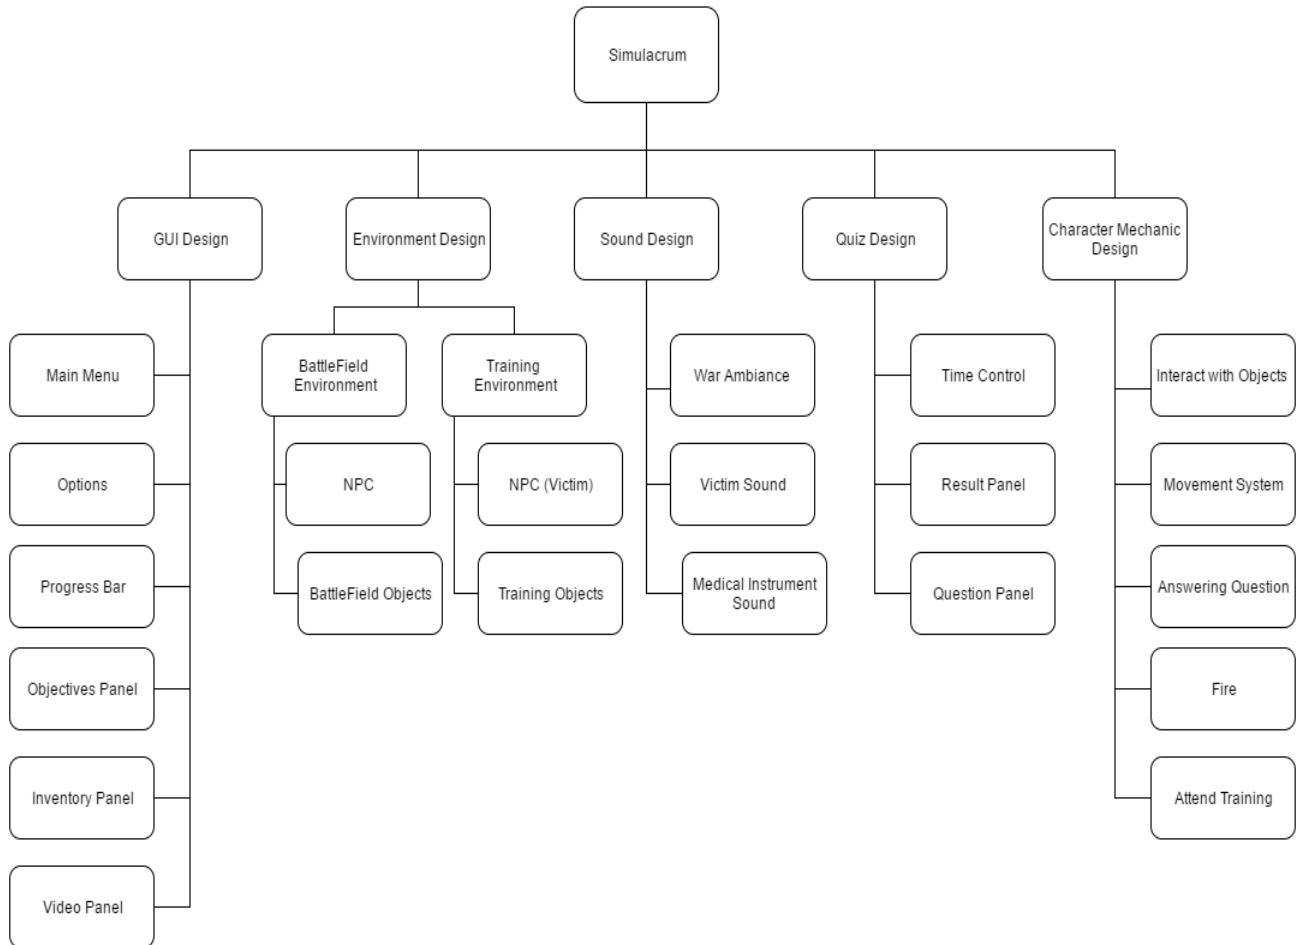 Simulacrum
GUI Design
Environment Design
Sound Design
Quiz Design
Character Mechanic
Design
Main Menu
BattleField
Environment
Training
Environment
War Ambiance
Time Control
Interact with Objects
Options
NPC
NPC (Victim)
Victim Sound
Result Panel
Movement System
Progress Bar
BattleField Objects
Training Objects
Medical Instrument
Sound
Question Panel
Answering Question
Objectives Panel
Fire
Inventory Panel
Attend Training
Video Panel